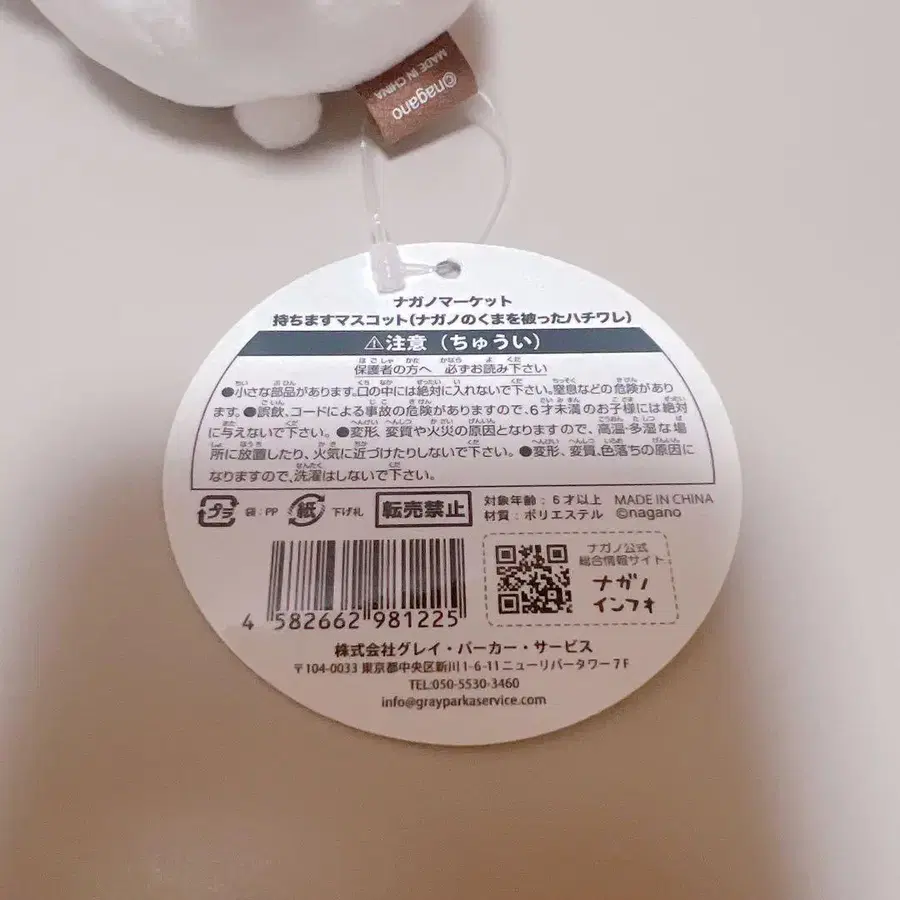 ©nagano
MADE IN CHINA
ナガノマーケット
持ちますマスコット(ナガノのくまを被ったハチワレ)
⚠注意(ちゅうい)
保護者の方へ 必ずお読み下さい
●小さな部品があります。口の中には絶対に入れないで下さい。窒息などの危険があり
ます。●誤飲、コードによる事故の危険がありますので、6才未満のお子様には絶対
に与えないで下さい。●変形、変質や火災の原因となりますので、高温・多湿な場
所に放置したり、火気に近づけたりしないで下さい。●変形、変質、色落ちの原因に
なりますので、洗濯はしないで下さい。
プラ 袋:PP 紙 下げ札 転売禁止 対象年齢:6才以上 MADE IN CHINA
材質:ポリエステル ©nagano
ナガノ公式
総合情報サイト
ナガノ
インフォ
4 582662 981225
株式会社グレイ・パーカー・サービス
〒104-0033 東京都中央区新川1-6-11ニューリバータワー7F
TEL:050-5530-3460
info@grayparkaservice.com